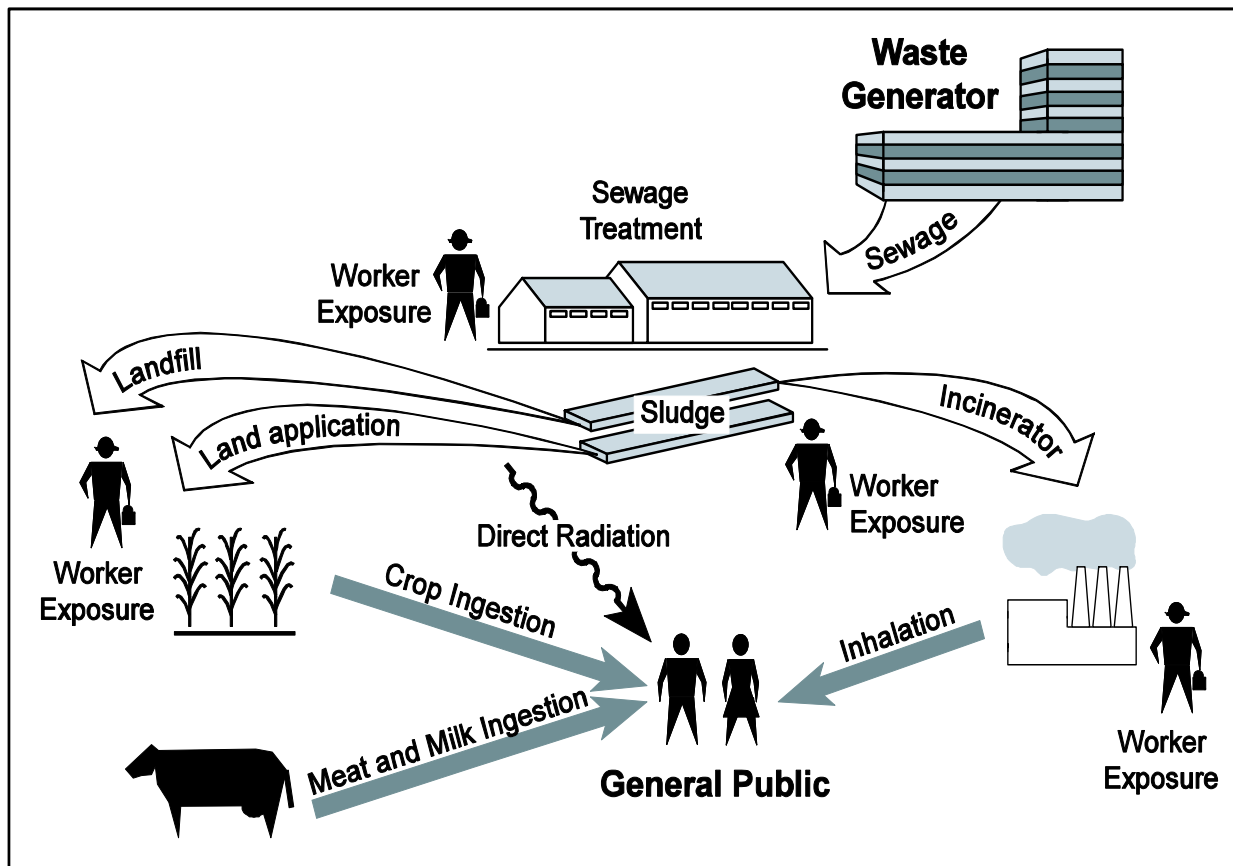 Waste
Generator
Sewage
Sewage
Treatment
Worker
Exposure
Landfill
Sludge
Incinerator
Land application
Worker
Exposure
Direct Radiation
Worker
Exposure
Crop Ingestion
Inhalation
Meat and Milk Ingestion
General Public
Worker
Exposure